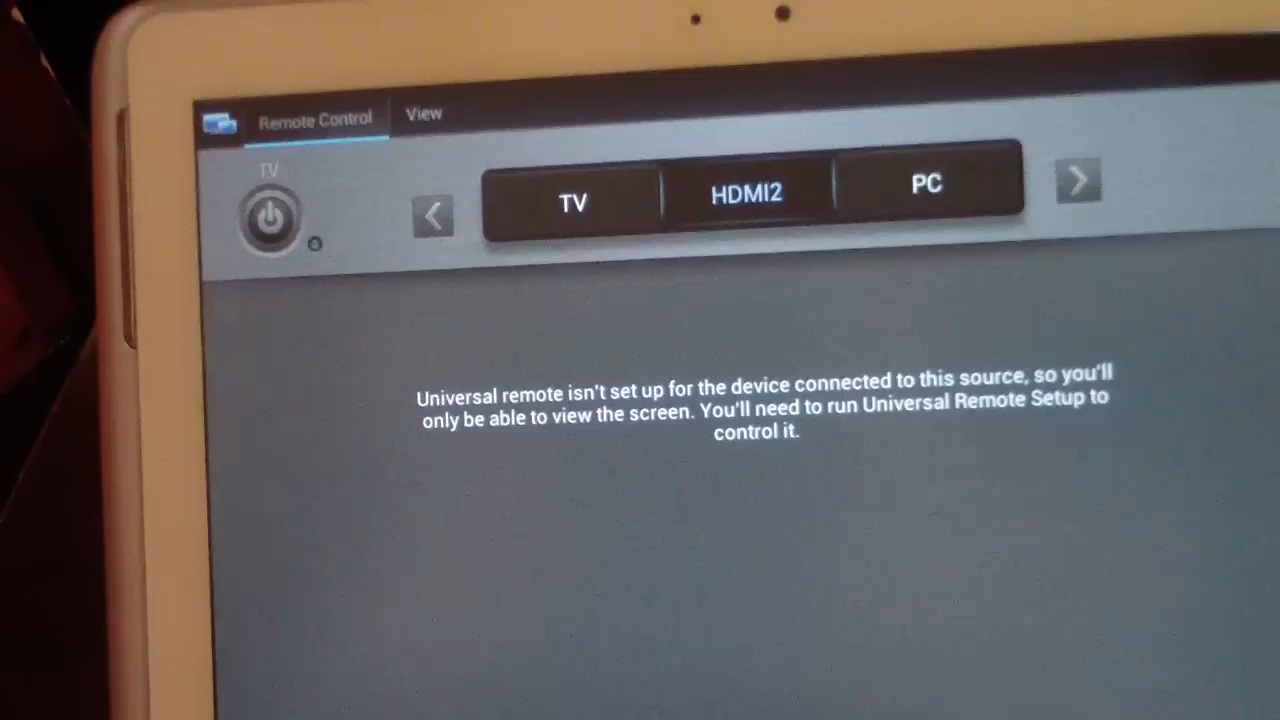 Remote Control
View
TV
TV
HDMI2
PC
Universal remote isn't set up for the device connected to this source, so you'll
only be able to view the screen. You'll need to run Universal Remote Setup to
control it.